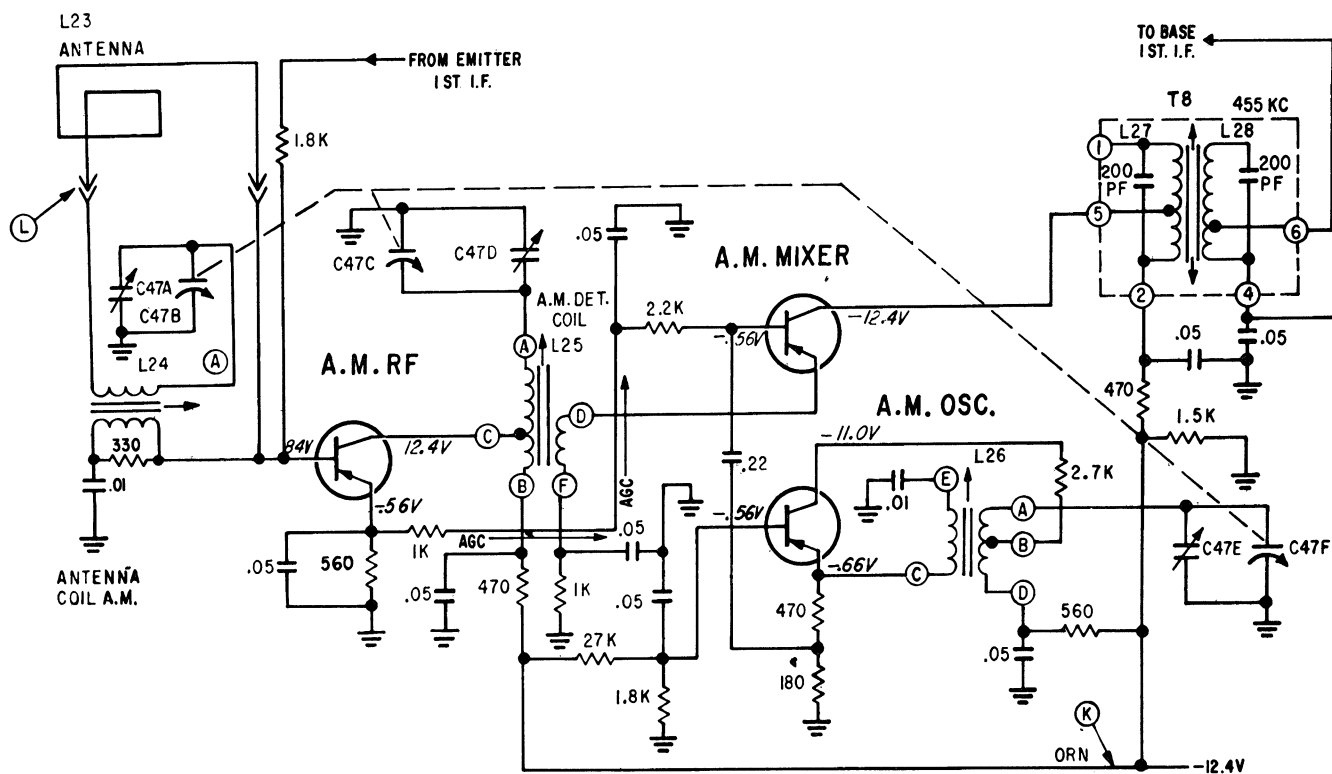 L23
ANTENNA
FROM EMITTER
1 ST. I.F.
1.8K
TO BASE
1 ST. I.F.
T8
455 KC
L27
L28
1
200
PF
200
PF
5
6
2
4
L
C47A
C47B
L24
A
C47C
C47D
A.M. DET.
COIL
A
L25
.05
2.2K
A.M. MIXER
-.56V
-12.4V
.05
.05
470
1.5K
A.M. RF
.84V
12.4V
C
B
D
F
330
.01
ANTENNA
COIL A.M.
-.56V
.05
560
1K
AGC
AGC
.05
470
1K
.05
.05
27K
1.8K
.22
A.M. OSC.
-11.0V
-.56V
-.66V
C
470
180
.01
E
L26
2.7K
A
B
D
C47E
C47F
560
.05
K
ORN
-12.4V